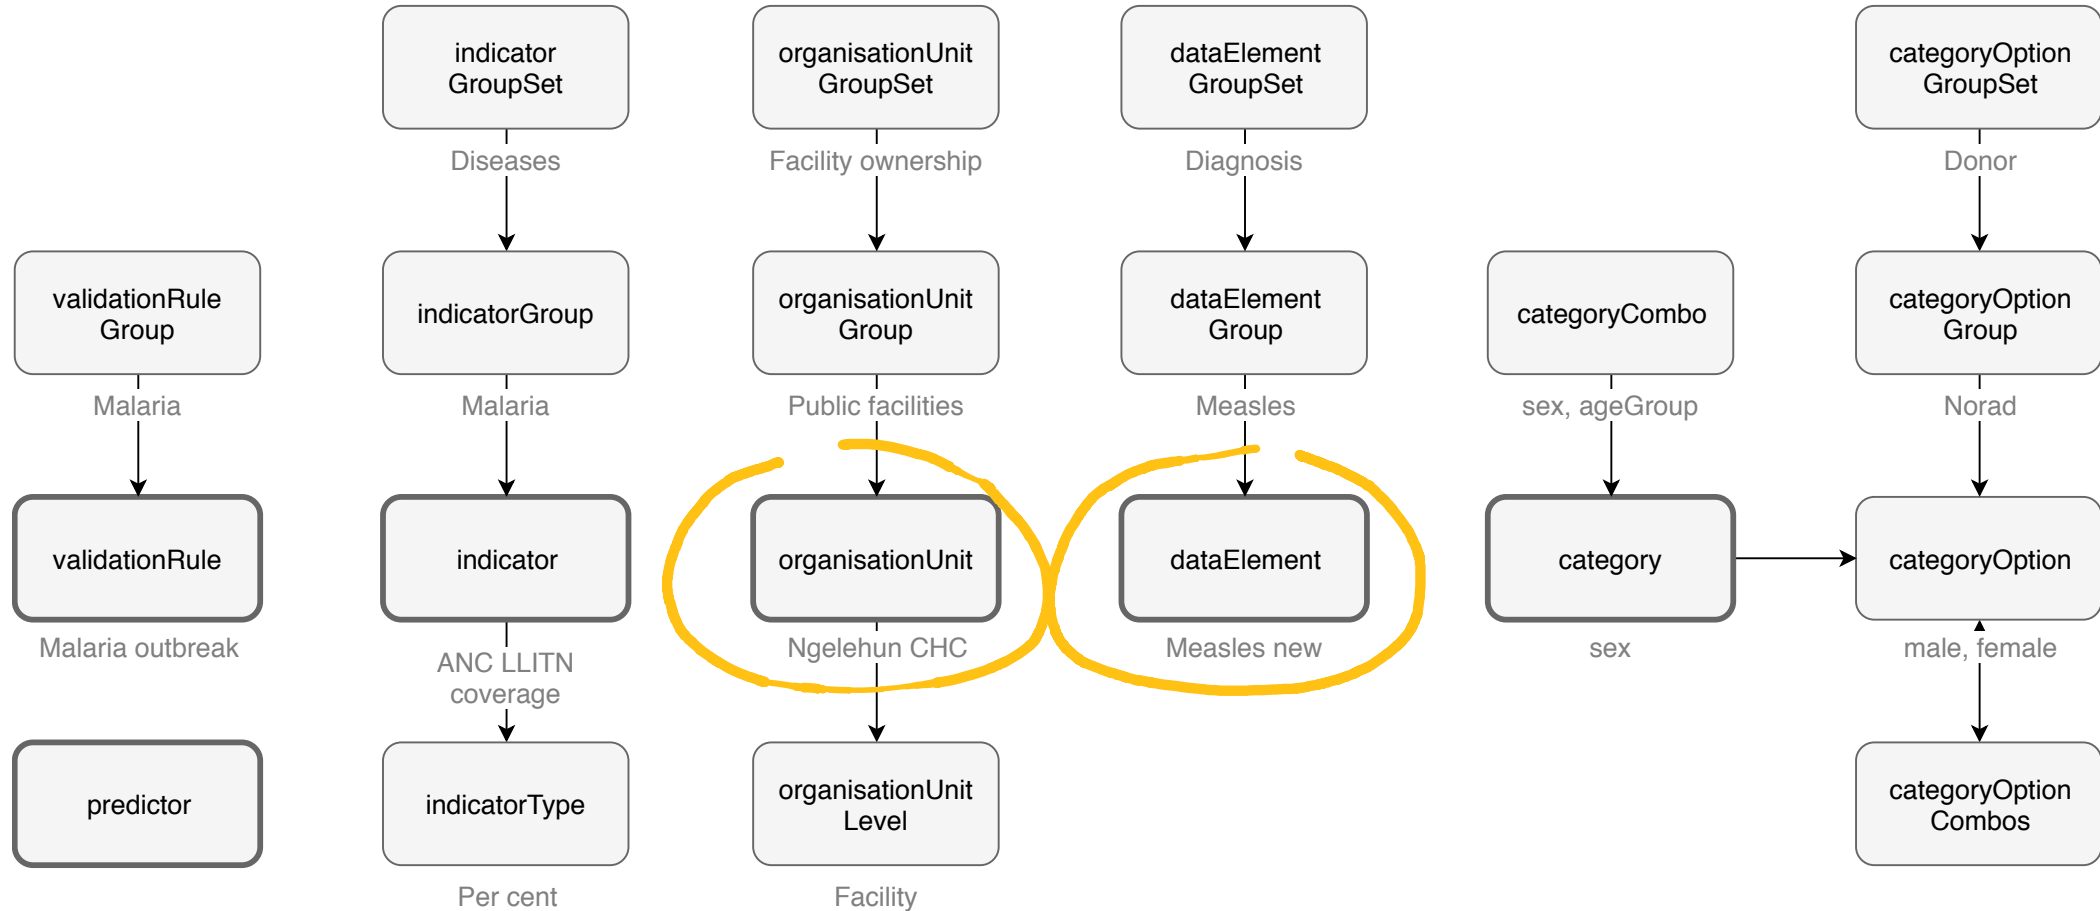 indicator
GroupSet
organisationUnit
GroupSet
dataElement
GroupSet
categoryOption
GroupSet
Diseases
Facility ownership
Diagnosis
Donor
validationRule
Group
indicatorGroup
organisationUnit
Group
dataElement
Group
categoryCombo
categoryOption
Group
Malaria
Malaria
Public facilities
Measles
sex, ageGroup
Norad
validationRule
indicator
organisationUnit
dataElement
category
categoryOption
Malaria outbreak
ANC LLITN
coverage
Ngelehun CHC
Measles new
sex
male, female
predictor
indicatorType
organisationUnit
Level
categoryOption
Combos
Per cent
Facility